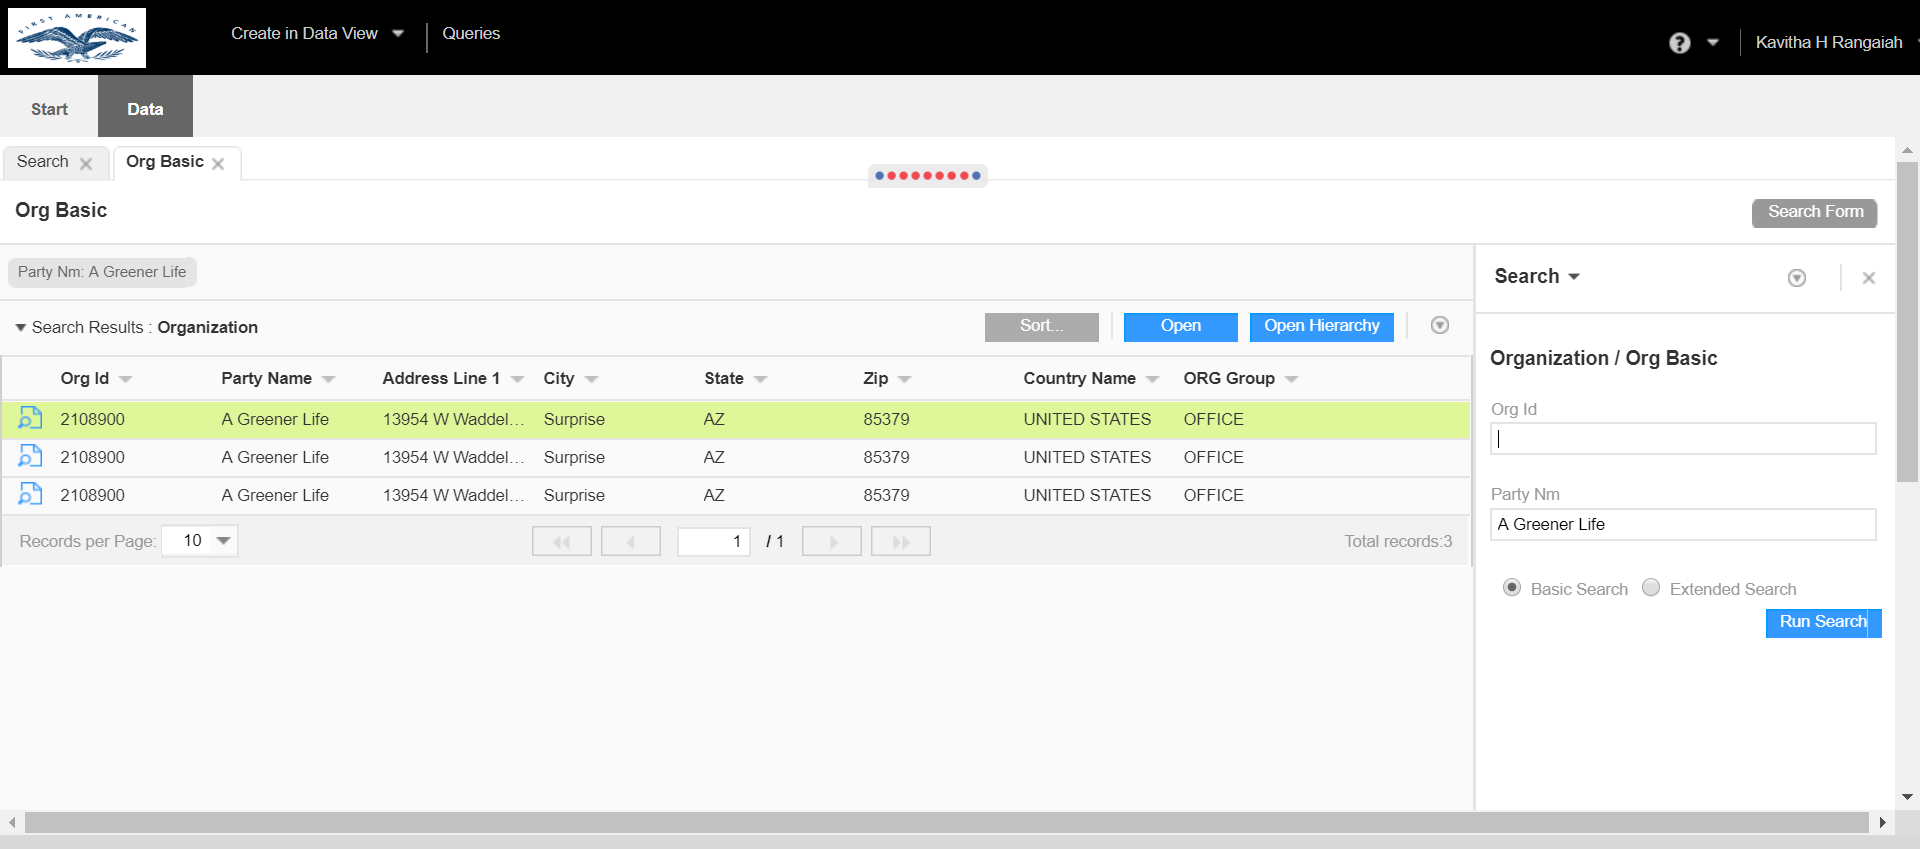 FIRST AMERICAN
Create in Data View
Queries
?
Kavitha H Rangaiah
Start
Data
Search
Org Basic
Org Basic
Search Form
Party Nm: A Greener Life
Search Results : Organization
Sort...
Open
Open Hierarchy
Org Id Party Name Address Line 1 City State Zip Country Name ORG Group
2108900 A Greener Life 13954 W Waddel... Surprise AZ 85379 UNITED STATES OFFICE
2108900 A Greener Life 13954 W Waddel... Surprise AZ 85379 UNITED STATES OFFICE
2108900 A Greener Life 13954 W Waddel... Surprise AZ 85379 UNITED STATES OFFICE
Records per Page: 10
1 / 1
Total records:3
Search
Organization / Org Basic
Org Id
Party Nm
A Greener Life
Basic Search Extended Search
Run Search